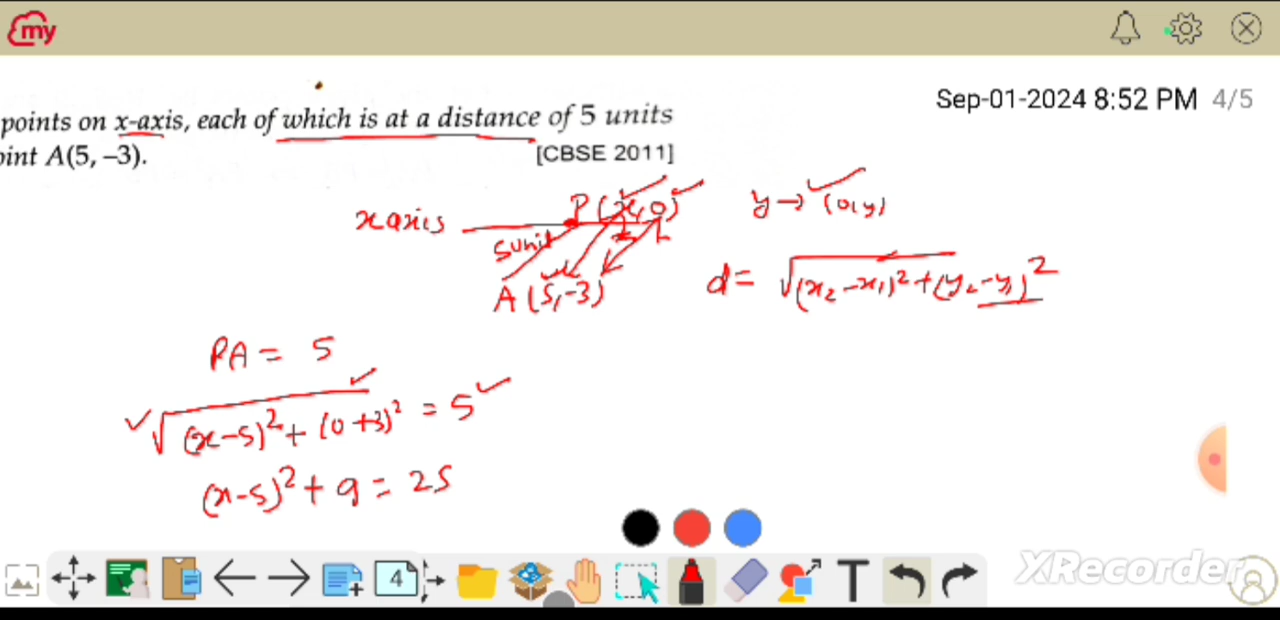 my
Sep-01-2024 8:52 PM 4/5
points on x-axis, each of which is at a distance of 5 units
oint A(5, –3).
[CBSE 2011]
x axis
P (x, 0)
y → (0, y)
5 unit
A (5, -3)
d = √(x₂ - x₁)² + (y₂ - y₁)²
PA = 5
√(x-5)² + (0+3)² = 5
(x-5)² + 9 = 25
4
T
XRecorder